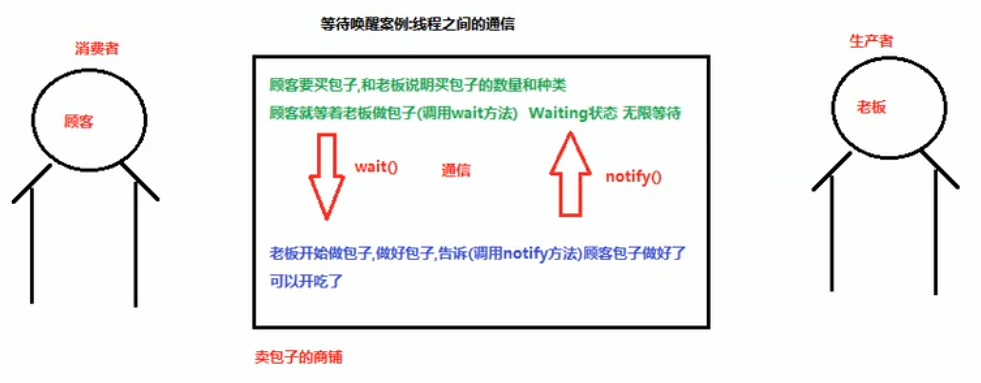 等待唤醒案例:线程之间的通信
消费者
生产者
顾客
老板
顾客要买包子,和老板说明买包子的数量和种类
顾客就等着老板做包子(调用wait方法) Waiting状态 无限等待
wait()
通信
notify()
老板开始做包子,做好包子,告诉(调用notify方法)顾客包子做好了
可以开吃了
卖包子的商铺